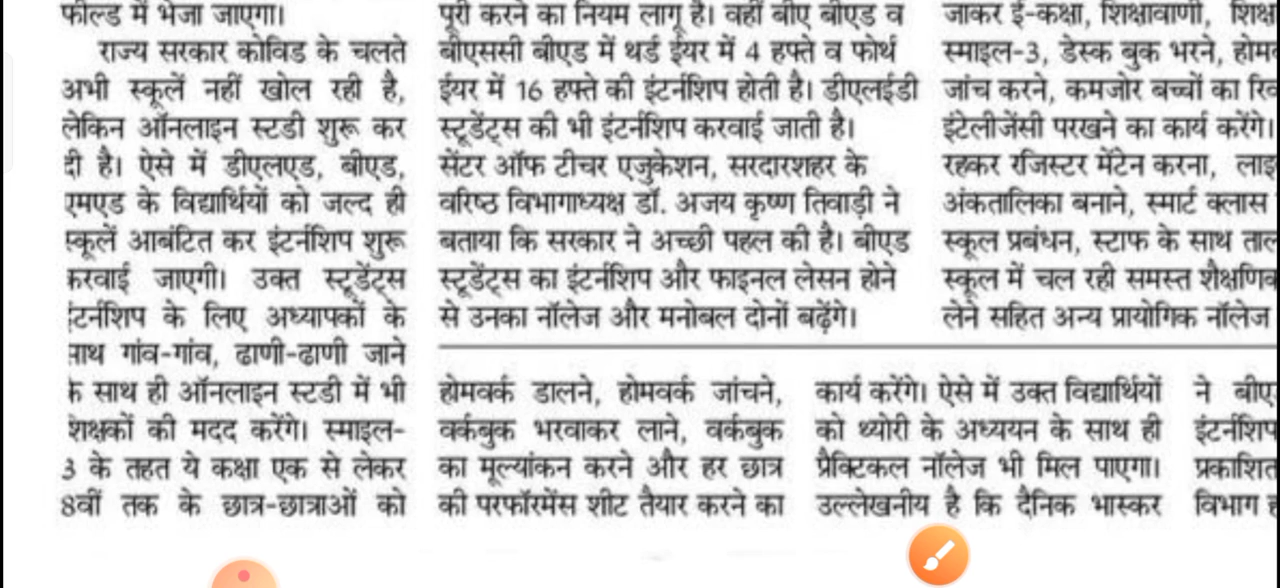 फील्ड में भेजा जाएगा।
राज्य सरकार कोविड के चलते
अभी स्कूलें नहीं खोल रही है,
लेकिन ऑनलाइन स्टडी शुरू कर
दी है। ऐसे में डीएलएड, बीएड,
एमएड के विद्यार्थियों को जल्द ही
स्कूलें आबंटित कर इंटर्नशिप शुरू
करवाई जाएगी। उक्त स्टूडेंट्स
इंटर्नशिप के लिए अध्यापकों के
साथ गांव-गांव, ढाणी-ढाणी जाने
के साथ ही ऑनलाइन स्टडी में भी
शिक्षकों की मदद करेंगे। स्माइल-
3 के तहत ये कक्षा एक से लेकर
8वीं तक के छात्र-छात्राओं को
होमवर्क डालने, होमवर्क जांचने,
वर्कबुक भरवाकर लाने, वर्कबुक
का मूल्यांकन करने और हर छात्र
की परफॉरमेंस शीट तैयार करने का
कार्य करेंगे। ऐसे में उक्त विद्यार्थियों
को थ्योरी के अध्ययन के साथ ही
प्रैक्टिकल नॉलेज भी मिल पाएगा।
उल्लेखनीय है कि दैनिक भास्कर
ने बीए
इंटर्नशिप
प्रकाशित
विभाग
पूरी करने का नियम लागू है। वहीं बीए बीएड व
बीएससी बीएड में थर्ड ईयर में 4 हफ्ते व फोर्थ
ईयर में 16 हफ्ते की इंटर्नशिप होती है। डीएलईडी
स्टूडेंट्स की भी इंटर्नशिप करवाई जाती है।
सेंटर ऑफ टीचर एजुकेशन, सरदारशहर के
वरिष्ठ विभागाध्यक्ष डॉ. अजय कृष्ण तिवाड़ी ने
बताया कि सरकार ने अच्छी पहल की है। बीएड
स्टूडेंट्स का इंटर्नशिप और फाइनल लेसन होने
से उनका नॉलेज और मनोबल दोनों बढ़ेंगे।
जाकर ई-कक्षा, शिक्षावाणी,
स्माइल-3, डेस्क बुक भरने,
जांच करने, कमजोर बच्चों का
इंटेलीजेंसी परखने का कार्य करेंगे।
रहकर रजिस्टर मेंटेन करना,
अंकतालिका बनाने, स्मार्ट क्लास
स्कूल प्रबंधन, स्टाफ के साथ
स्कूल में चल रही समस्त
लेने सहित अन्य प्रायोगिक नॉलेज